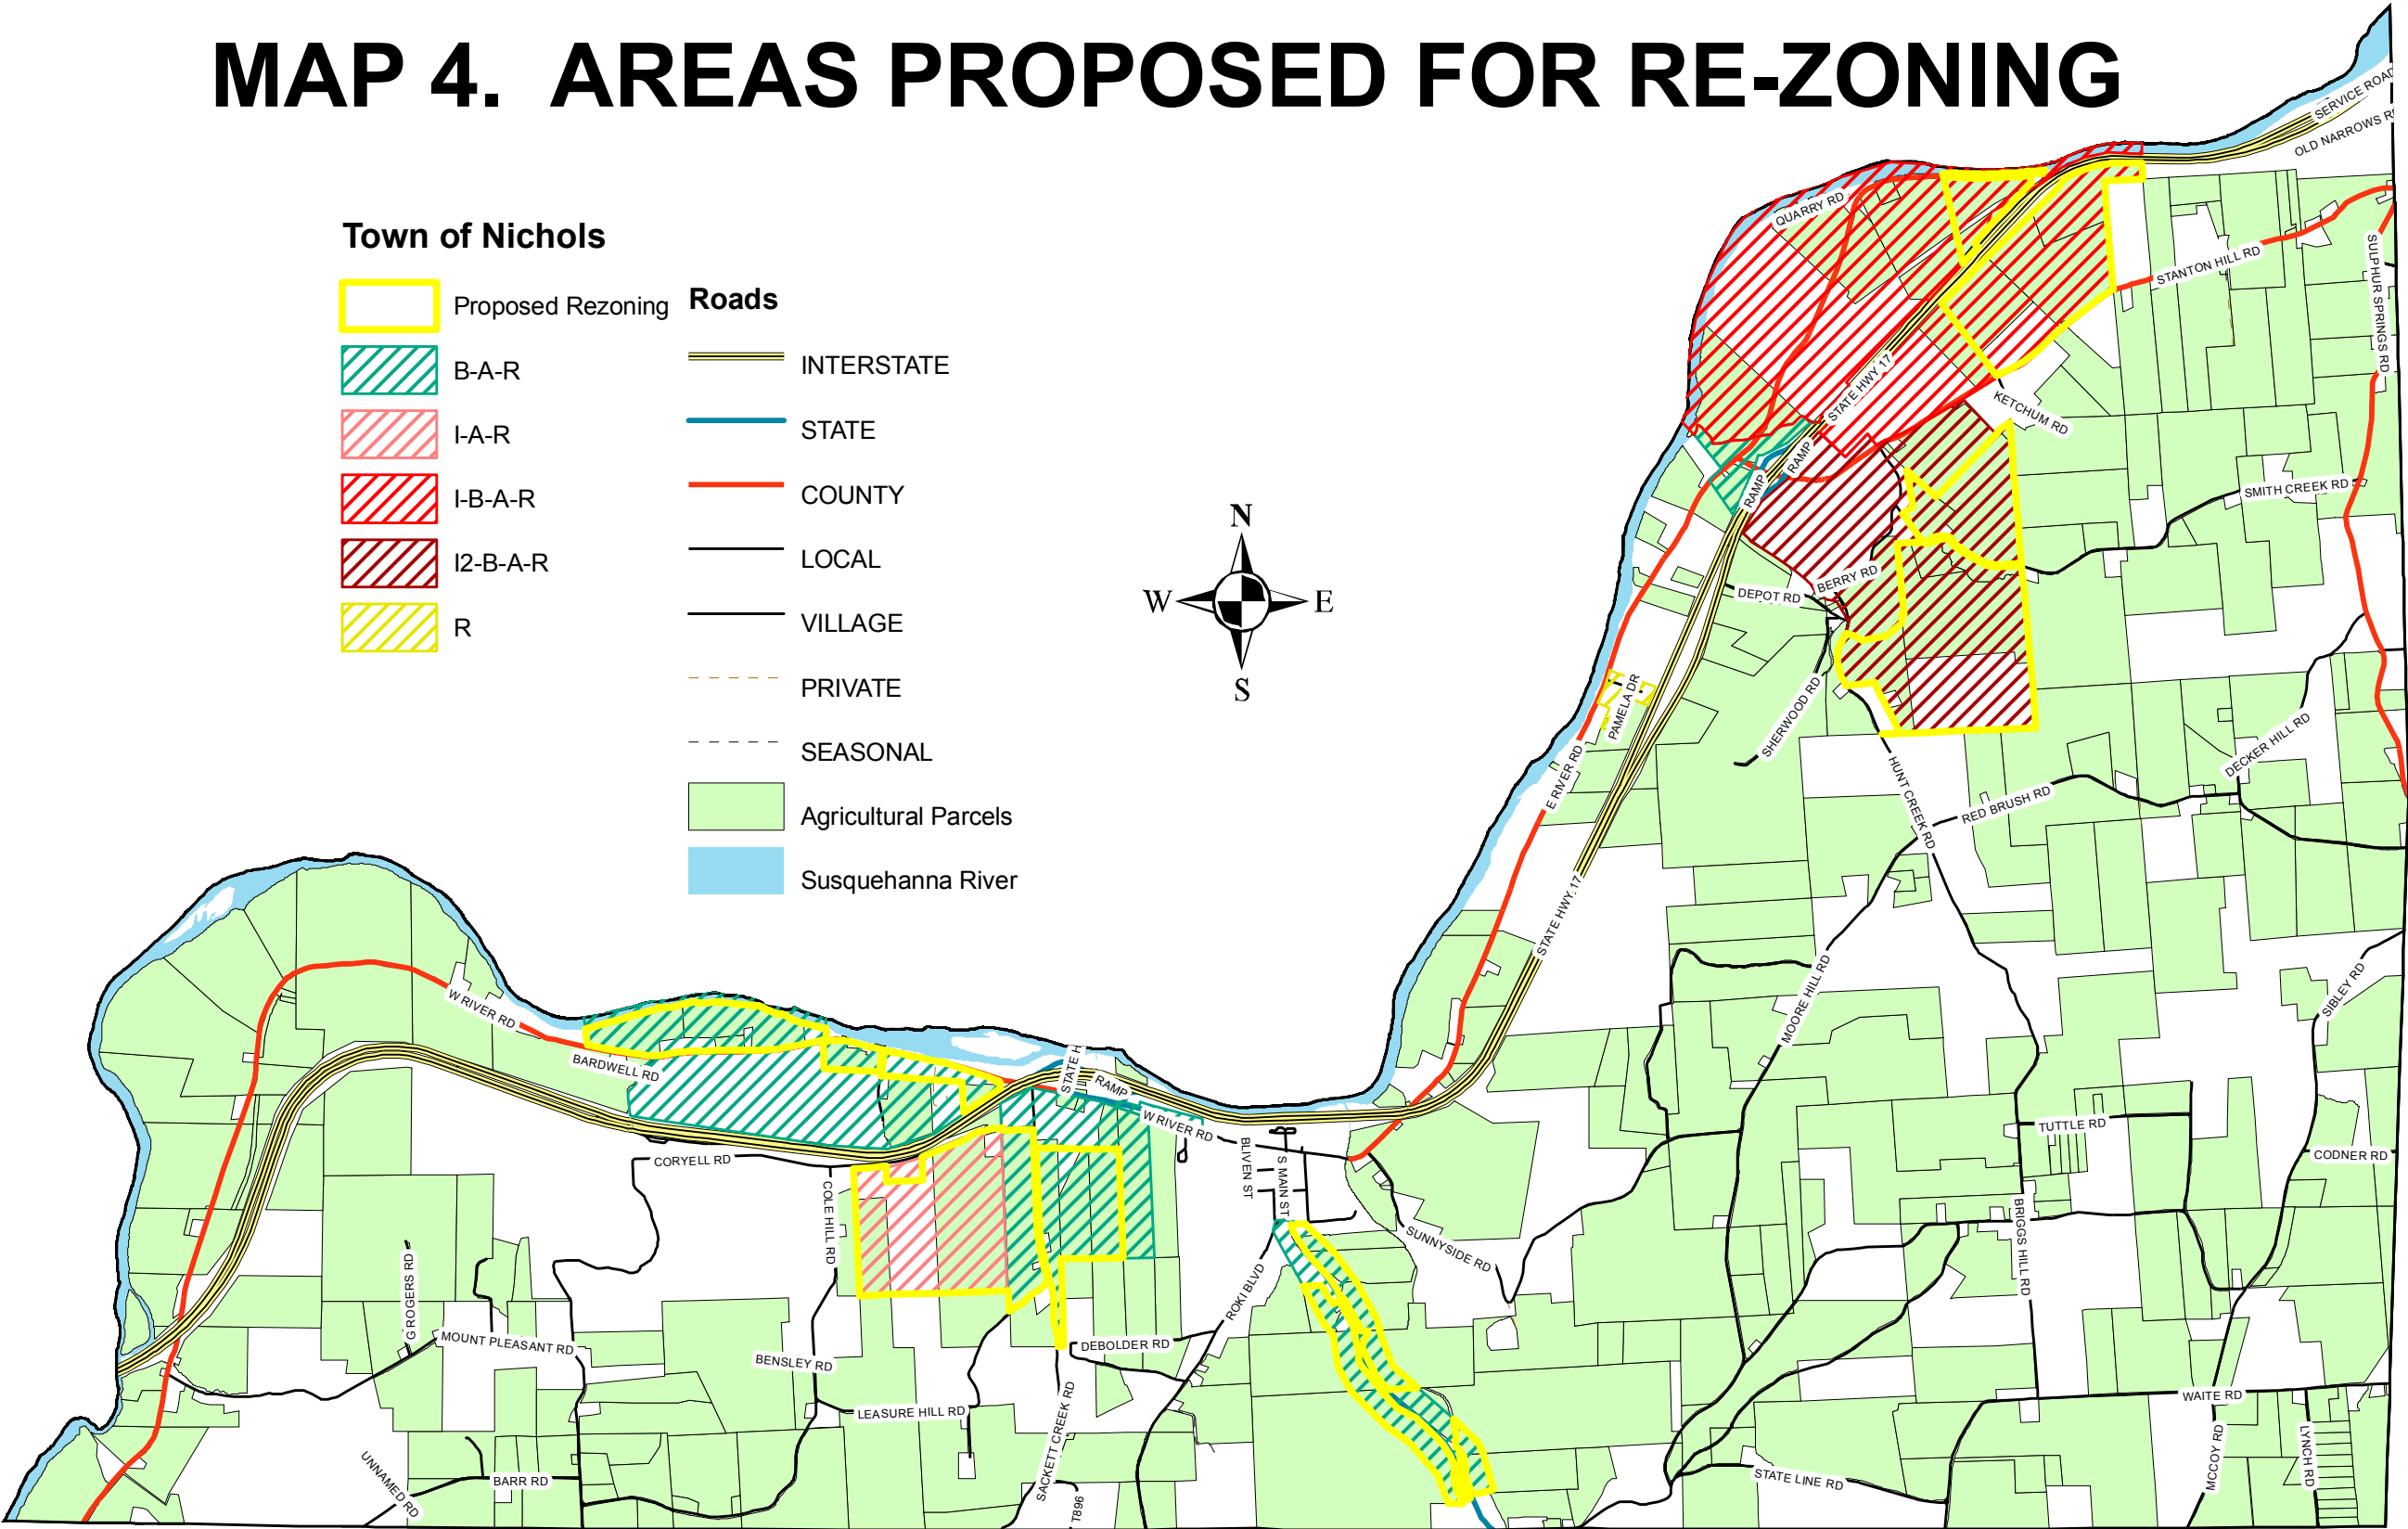 MAP 4. AREAS PROPOSED FOR RE-ZONING
Town of Nichols
Proposed Rezoning
B-A-R
I-A-R
I-B-A-R
I2-B-A-R
R
Roads
INTERSTATE
STATE
COUNTY
LOCAL
VILLAGE
PRIVATE
SEASONAL
Agricultural Parcels
Susquehanna River
N
W
E
S
SERVICE ROAD
OLD NARROWS R
QUARRY RD
STANTON HILL RD
SULPHUR SPRINGS RD
STATE HWY 17
KETCHUM RD
RAMP
RAMP
SMITH CREEK RD
BERRY RD
DEPOT RD
PAMELA DR
SHERWOOD RD
E RIVER RD
HUNT CREEK RD
DECKER HILL RD
RED BRUSH RD
STATE HWY 17
MOORE HILL RD
SIBLEY RD
W RIVER RD
BARDWELL RD
STATE H
RAMP
W RIVER RD
TUTTLE RD
CODNER RD
CORYELL RD
COLE HILL RD
BLIVEN ST
S MAIN ST
SUNNYSIDE RD
BRIGGS HILL RD
G ROGERS RD
MOUNT PLEASANT RD
ROKI BLVD
DEBOLDER RD
BENSLEY RD
LEASURE HILL RD
SACKETT CREEK RD
WAITE RD
UNNAMED RD
BARR RD
T896
STATE LINE RD
MCCOY RD
LYNCH RD